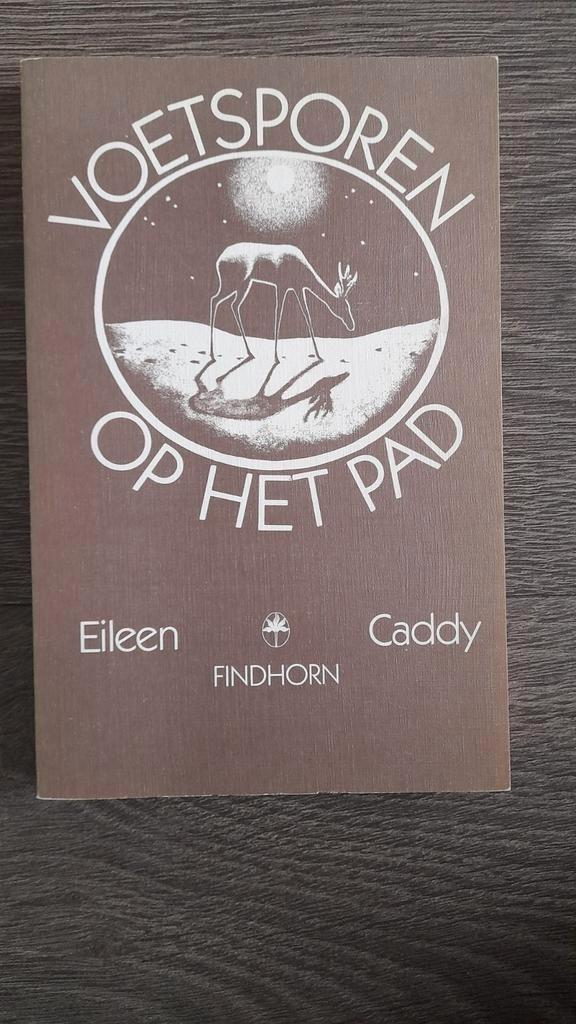 VOETSPOREN
OP HET PAD
Eileen Caddy
FINDHORN